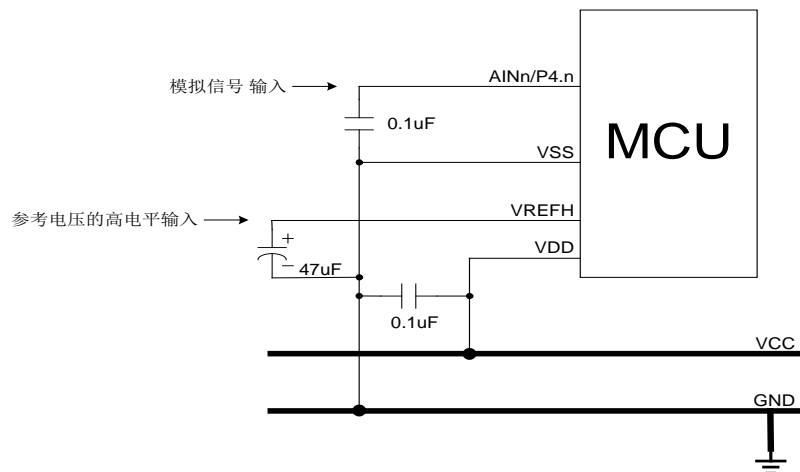 AINn/P4.n
模拟信号 输入
0.1uF
MCU
VSS
VREFH
参考电压的高电平输入
+
VDD
−
47uF
0.1uF
VCC
GND